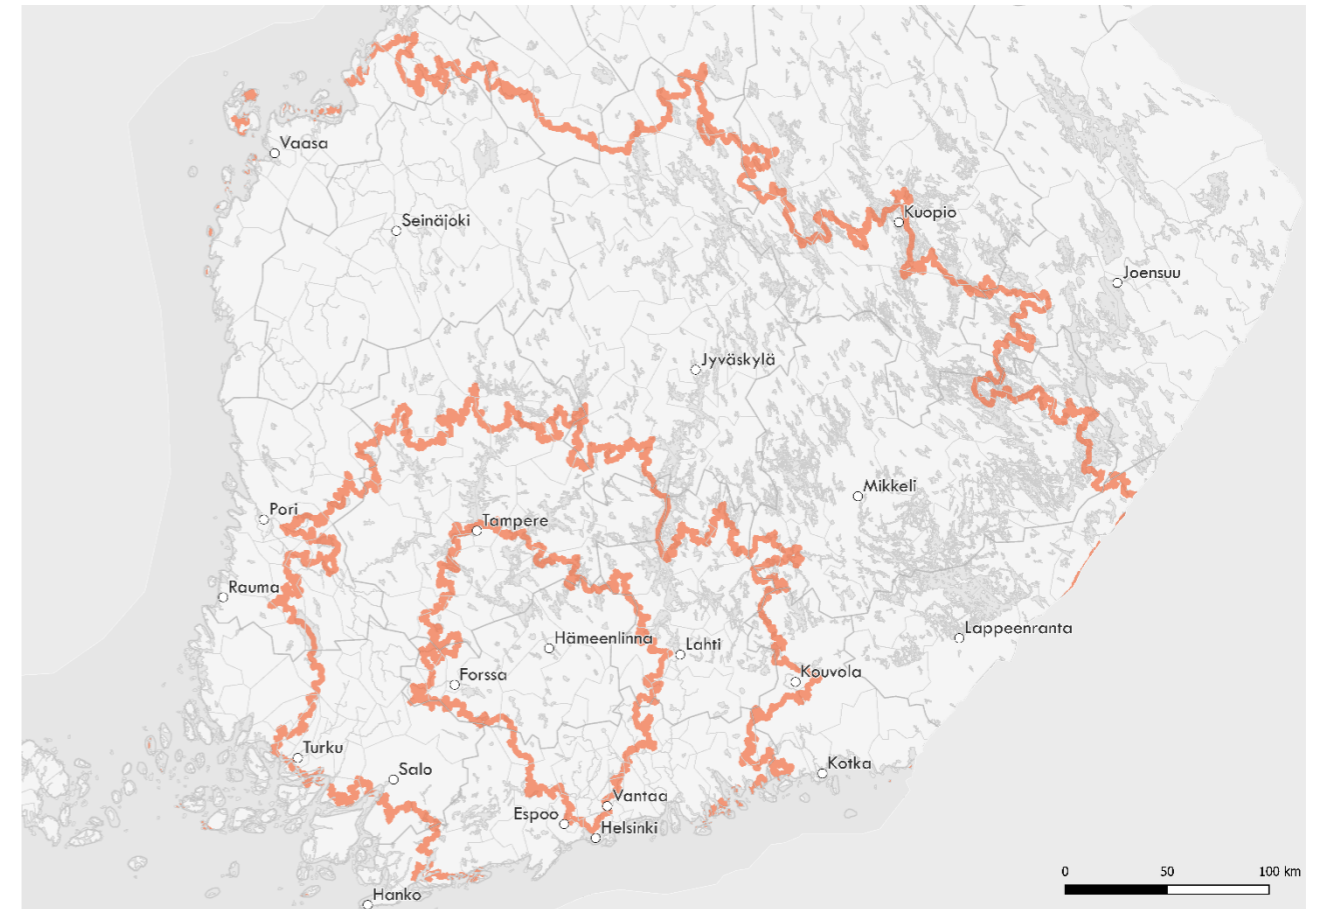 Vaasa
Seinäjoki
Kuopio
Joensuu
Jyväskylä
Mikkeli
Pori
Tampere
Rauma
Lappeenranta
Hämeenlinna
Lahti
Forssa
Kouvola
Turku
Salo
Kotka
Vantaa
Espoo
Helsinki
Hanko
0 50 100 km